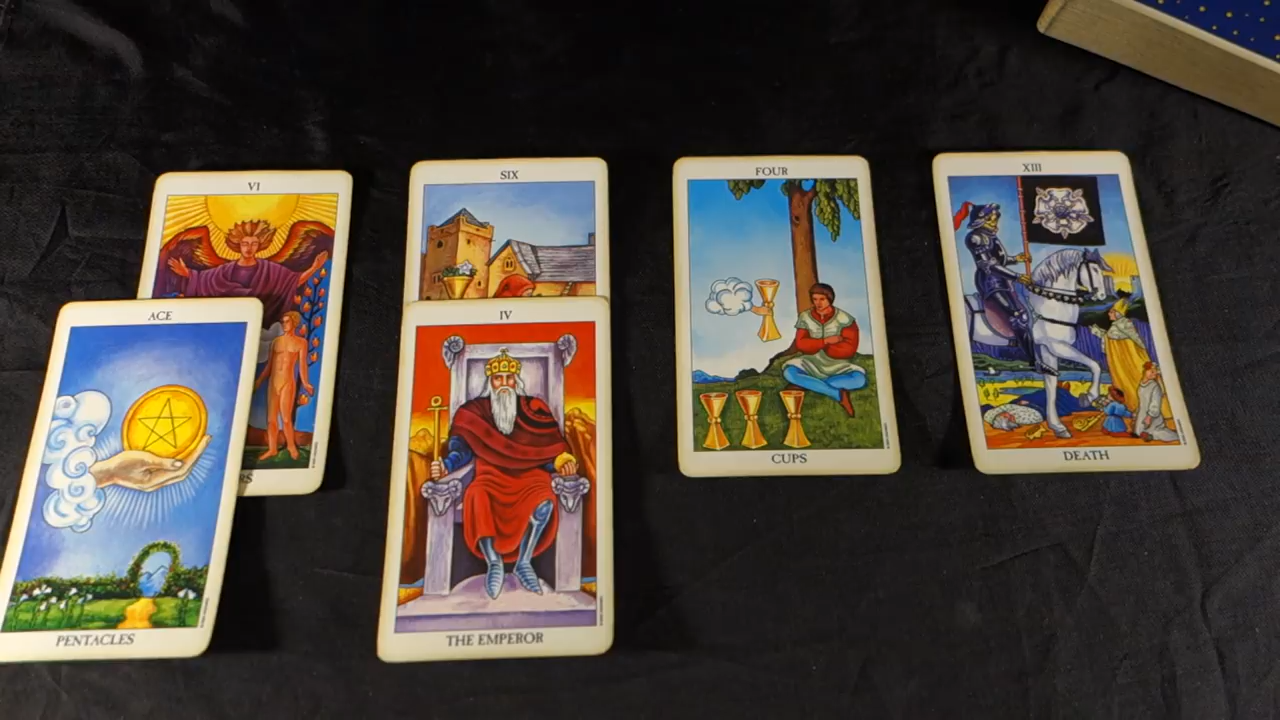 VI
SIX
FOUR
XIII
ACE
IV
CUPS
DEATH
PENTACLES
THE EMPEROR